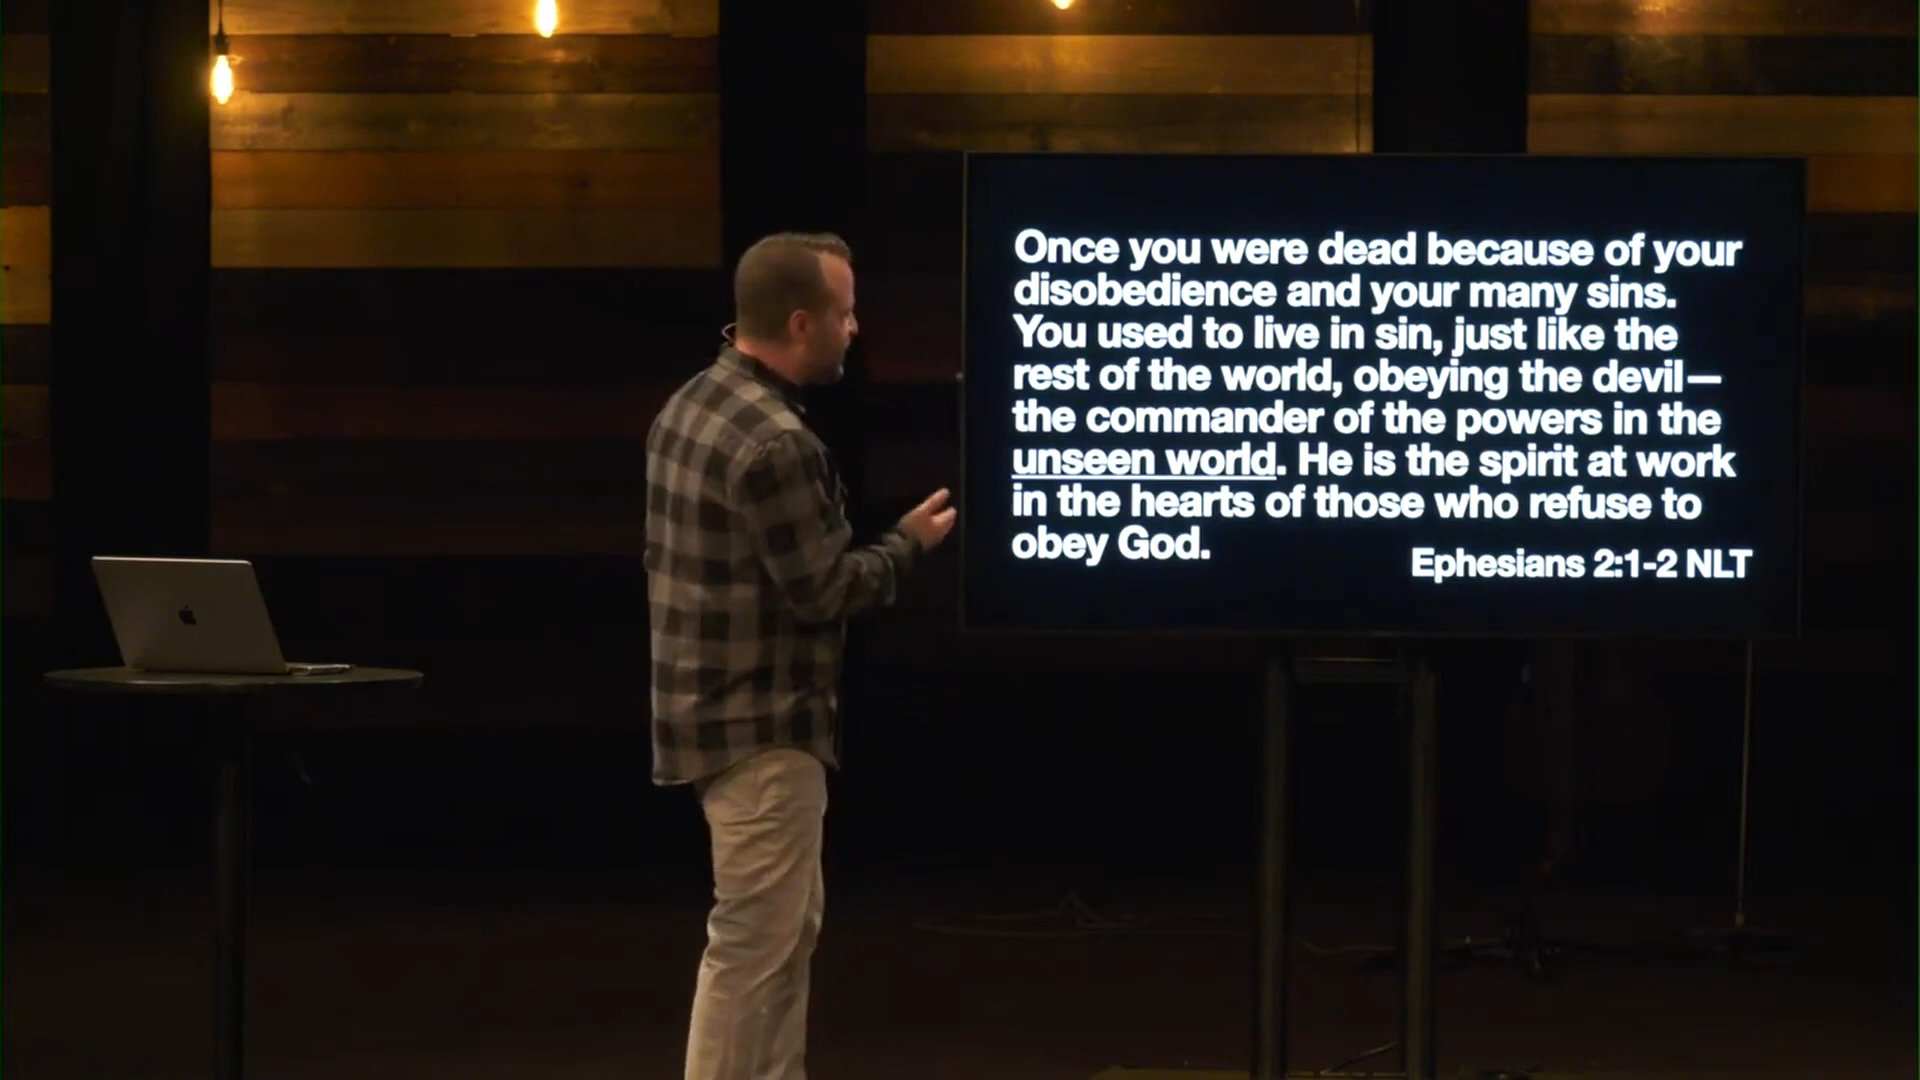 Once you were dead because of your
disobedience and your many sins.
You used to live in sin, just like the
rest of the world, obeying the devil—
the commander of the powers in the
unseen world. He is the spirit at work
in the hearts of those who refuse to
obey God.
Ephesians 2:1-2 NLT